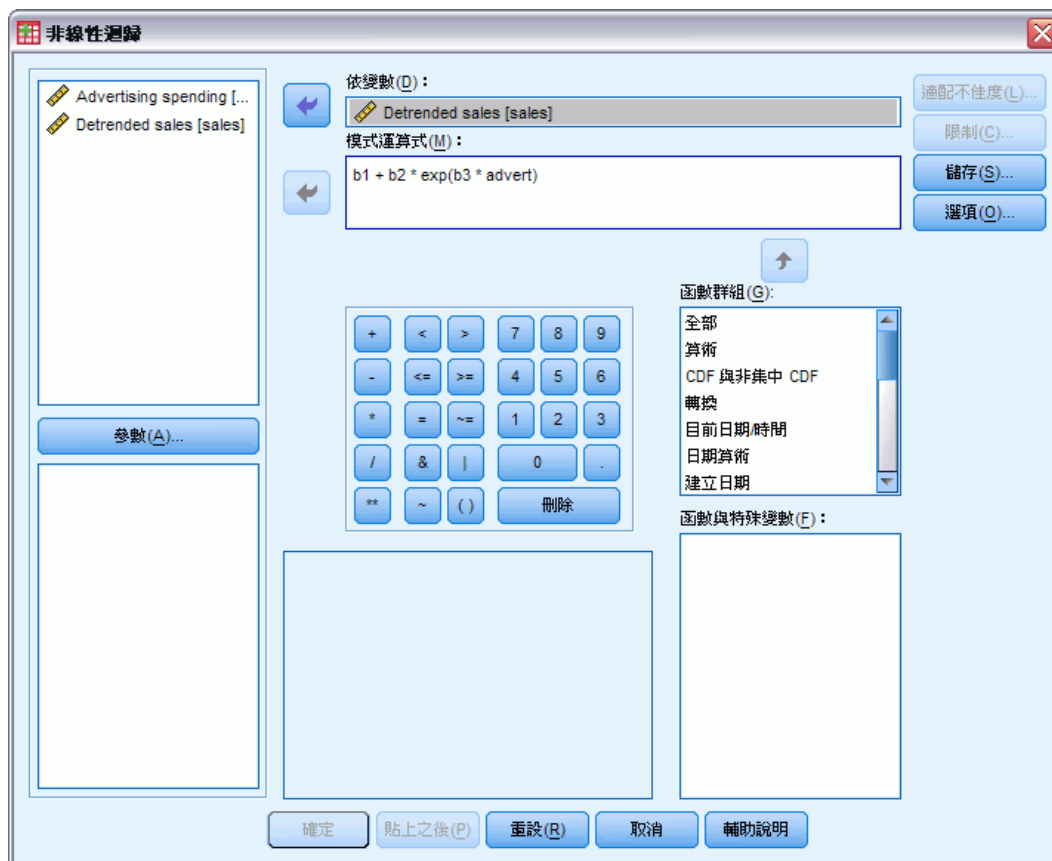 非線性迴歸
Advertising spending [...
Detrended sales [sales]
參數(A)...
依變數(D)：
Detrended sales [sales]
模式運算式(M)：
b1 + b2 * exp(b3 * advert)
適配不佳度(L)...
限制(C)...
儲存(S)...
選項(O)...
+ < > 7 8 9
- <= >= 4 5 6
* = ~= 1 2 3
/ & | 0 .
** ~ ( ) 刪除
函數群組(G):
全部
算術
CDF 與非集中 CDF
轉換
目前日期/時間
日期算術
建立日期
函數與特殊變數(F)：
確定 貼上之後(P) 重設(R) 取消 輔助說明